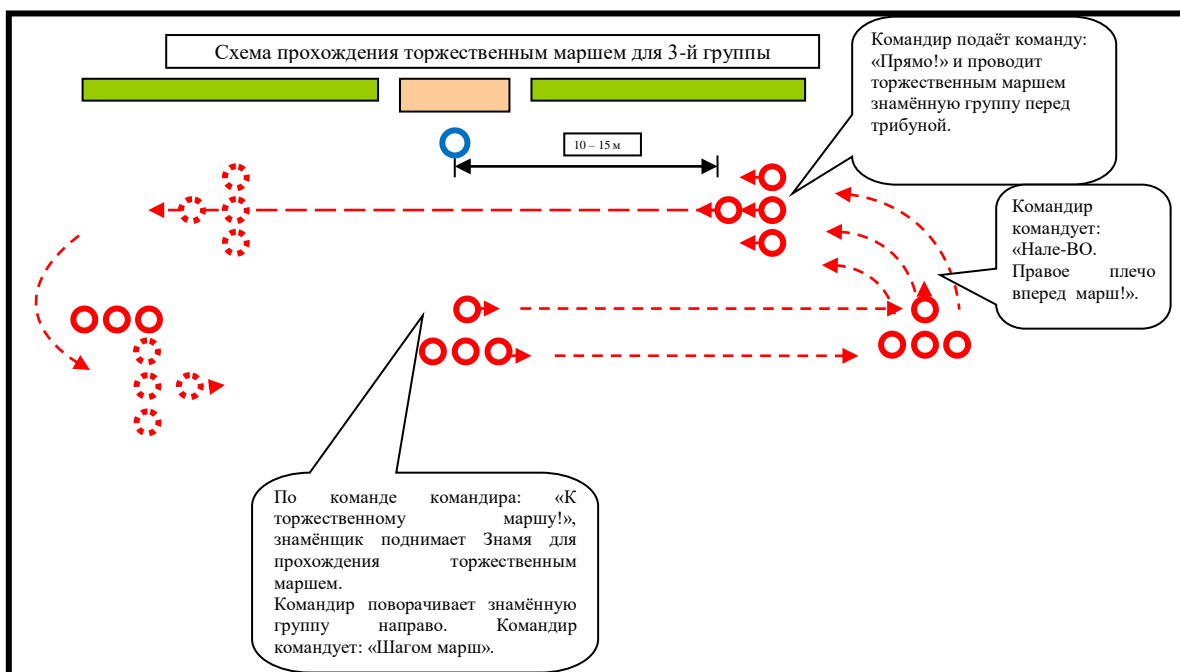 Схема прохождения торжественным маршем для 3-й группы
Командир подаёт команду:
«Прямо!» и проводит
торжественным маршем
знамённую группу перед
трибуной.
10 – 15 м
Командир
командует:
«Нале-ВО.
Правое плечо
вперед марш!».
По команде командира: «К
торжественному маршу!»,
знамёнщик поднимает Знамя для
прохождения торжественным
маршем.
Командир поворачивает знамённую
группу направо. Командир
командует: «Шагом марш».